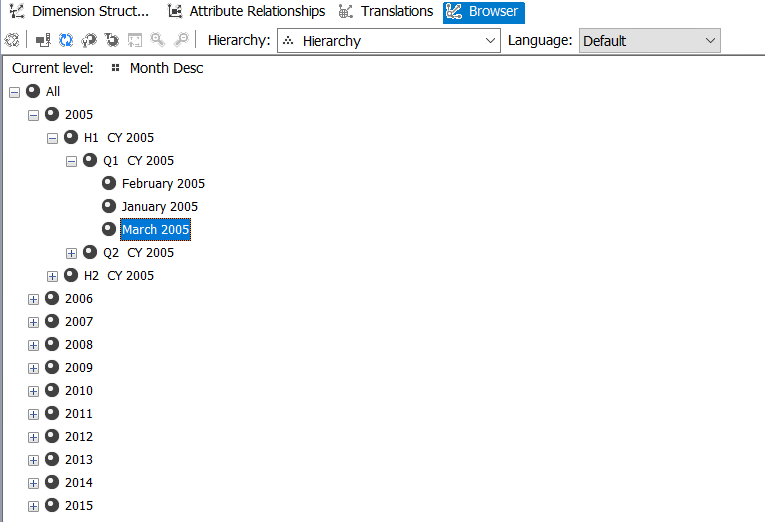 Dimension Struct... Attribute Relationships Translations Browser
Hierarchy: Hierarchy Language: Default
Current level: Month Desc
All
2005
H1 CY 2005
Q1 CY 2005
February 2005
January 2005
March 2005
Q2 CY 2005
H2 CY 2005
2006
2007
2008
2009
2010
2011
2012
2013
2014
2015